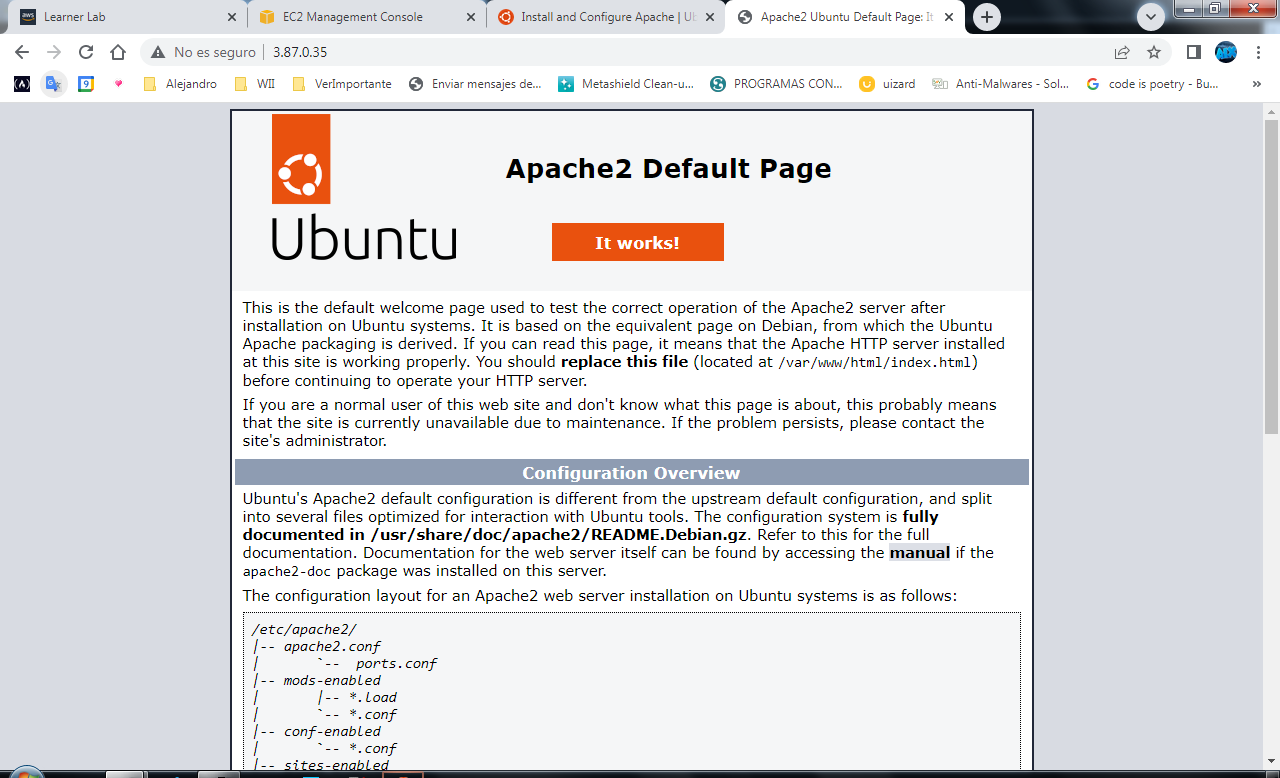 Learner Lab
EC2 Management Console
Install and Configure Apache | Ub
Apache2 Ubuntu Default Page: It
No es seguro
3.87.0.35
Alejandro
WII
VerImportante
Enviar mensajes de...
Metashield Clean-u...
PROGRAMAS CON...
uizard
Anti-Malwares - Sol...
code is poetry - Bu...
»
Apache2 Default Page
Ubuntu
It works!
This is the default welcome page used to test the correct operation of the Apache2 server after
installation on Ubuntu systems. It is based on the equivalent page on Debian, from which the Ubuntu
Apache packaging is derived. If you can read this page, it means that the Apache HTTP server installed
at this site is working properly. You should replace this file (located at /var/www/html/index.html)
before continuing to operate your HTTP server.
If you are a normal user of this web site and don't know what this page is about, this probably means
that the site is currently unavailable due to maintenance. If the problem persists, please contact the
site's administrator.
Configuration Overview
Ubuntu's Apache2 default configuration is different from the upstream default configuration, and split
into several files optimized for interaction with Ubuntu tools. The configuration system is fully
documented in /usr/share/doc/apache2/README.Debian.gz. Refer to this for the full
documentation. Documentation for the web server itself can be found by accessing the manual if the
apache2-doc package was installed on this server.
The configuration layout for an Apache2 web server installation on Ubuntu systems is as follows:
/etc/apache2/
|-- apache2.conf
|       `--  ports.conf
|-- mods-enabled
|       |-- *.load
|       `-- *.conf
|-- conf-enabled
|       `-- *.conf
|-- sites-enabled